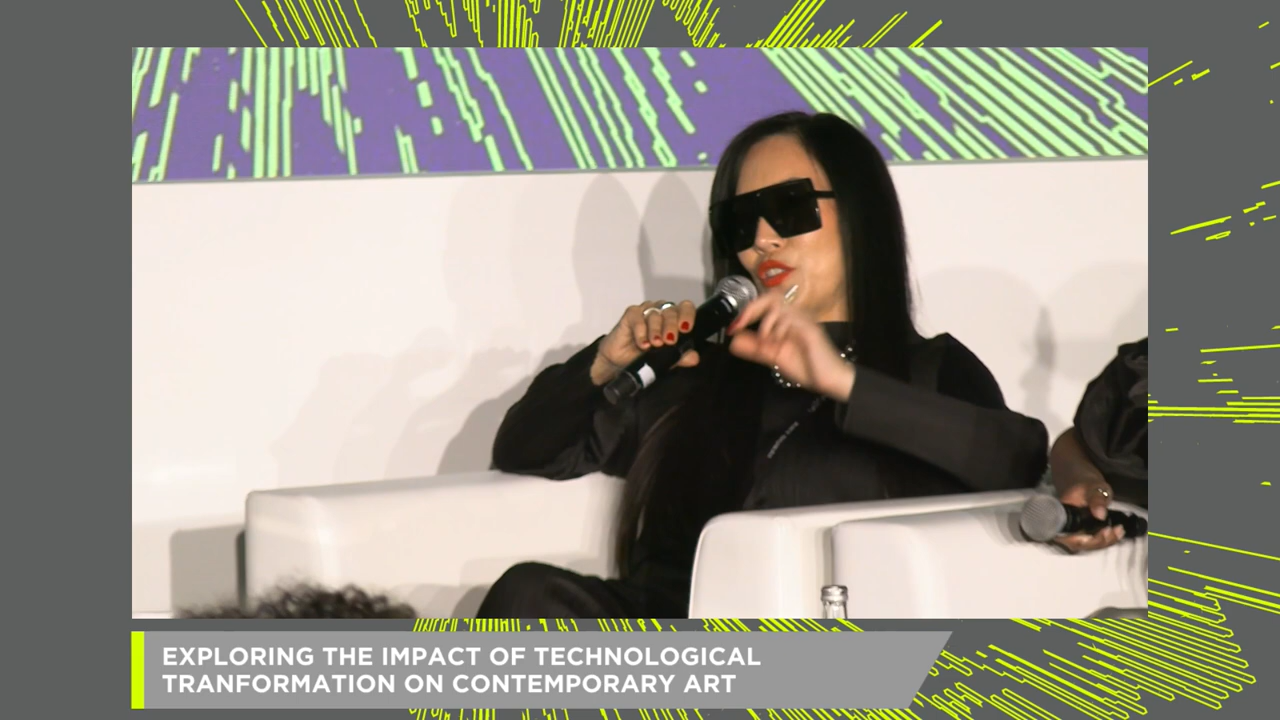 EXPLORING THE IMPACT OF TECHNOLOGICAL
TRANFORMATION ON CONTEMPORARY ART